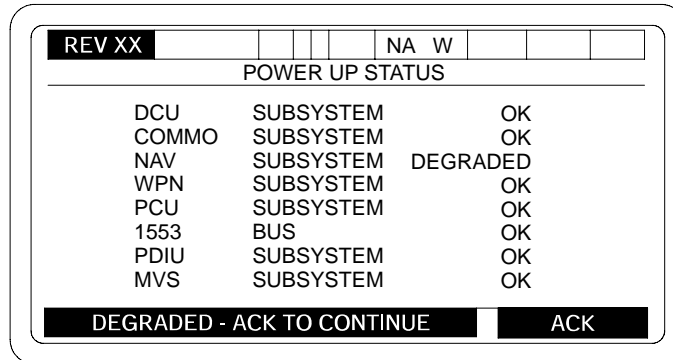 REV XX NA W
POWER UP STATUS
DCU SUBSYSTEM OK
COMMO SUBSYSTEM OK
NAV SUBSYSTEM DEGRADED
WPN SUBSYSTEM OK
PCU SUBSYSTEM OK
1553 BUS OK
PDIU SUBSYSTEM OK
MVS SUBSYSTEM OK
DEGRADED - ACK TO CONTINUE ACK